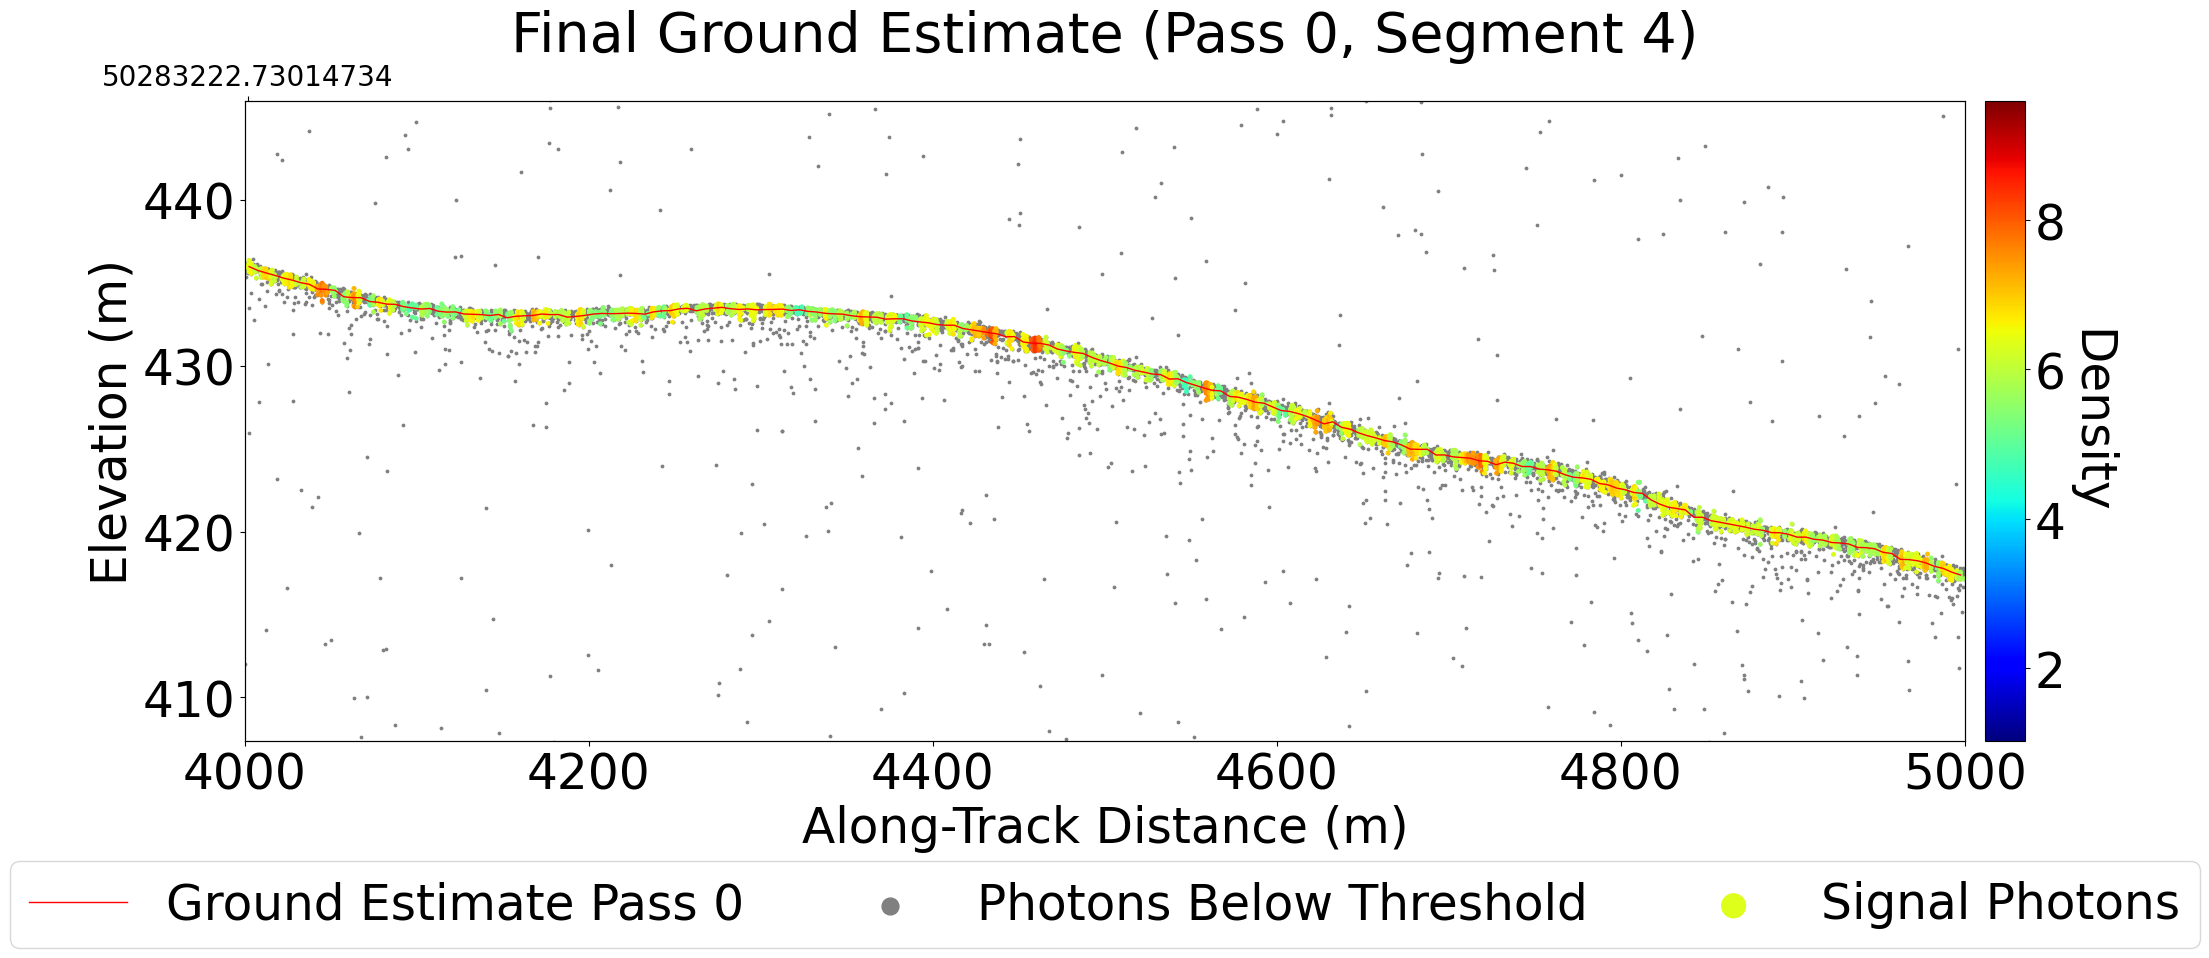 Final Ground Estimate (Pass 0, Segment 4)
50283222.73014734
440
430
420
410
Elevation (m)
4000 4200 4400 4600 4800 5000
Along-Track Distance (m)
8
6
4
2
Density
Ground Estimate Pass 0 Photons Below Threshold Signal Photons